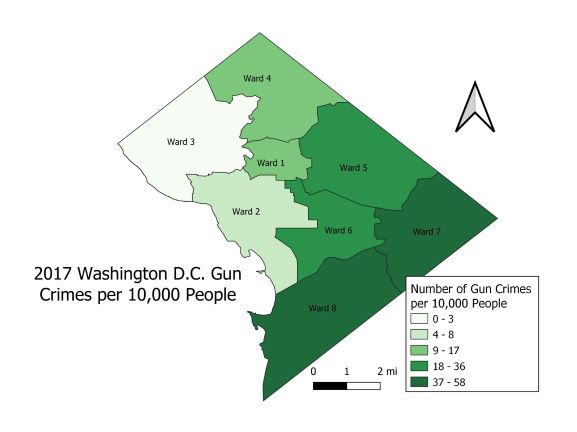 Ward 4
Ward 3
Ward 1
Ward 5
Ward 2
Ward 6
Ward 7
2017 Washington D.C. Gun
Crimes per 10,000 People
Ward 8
Number of Gun Crimes
per 10,000 People
0 - 3
4 - 8
9 - 17
18 - 36
37 - 58
0 1 2 mi